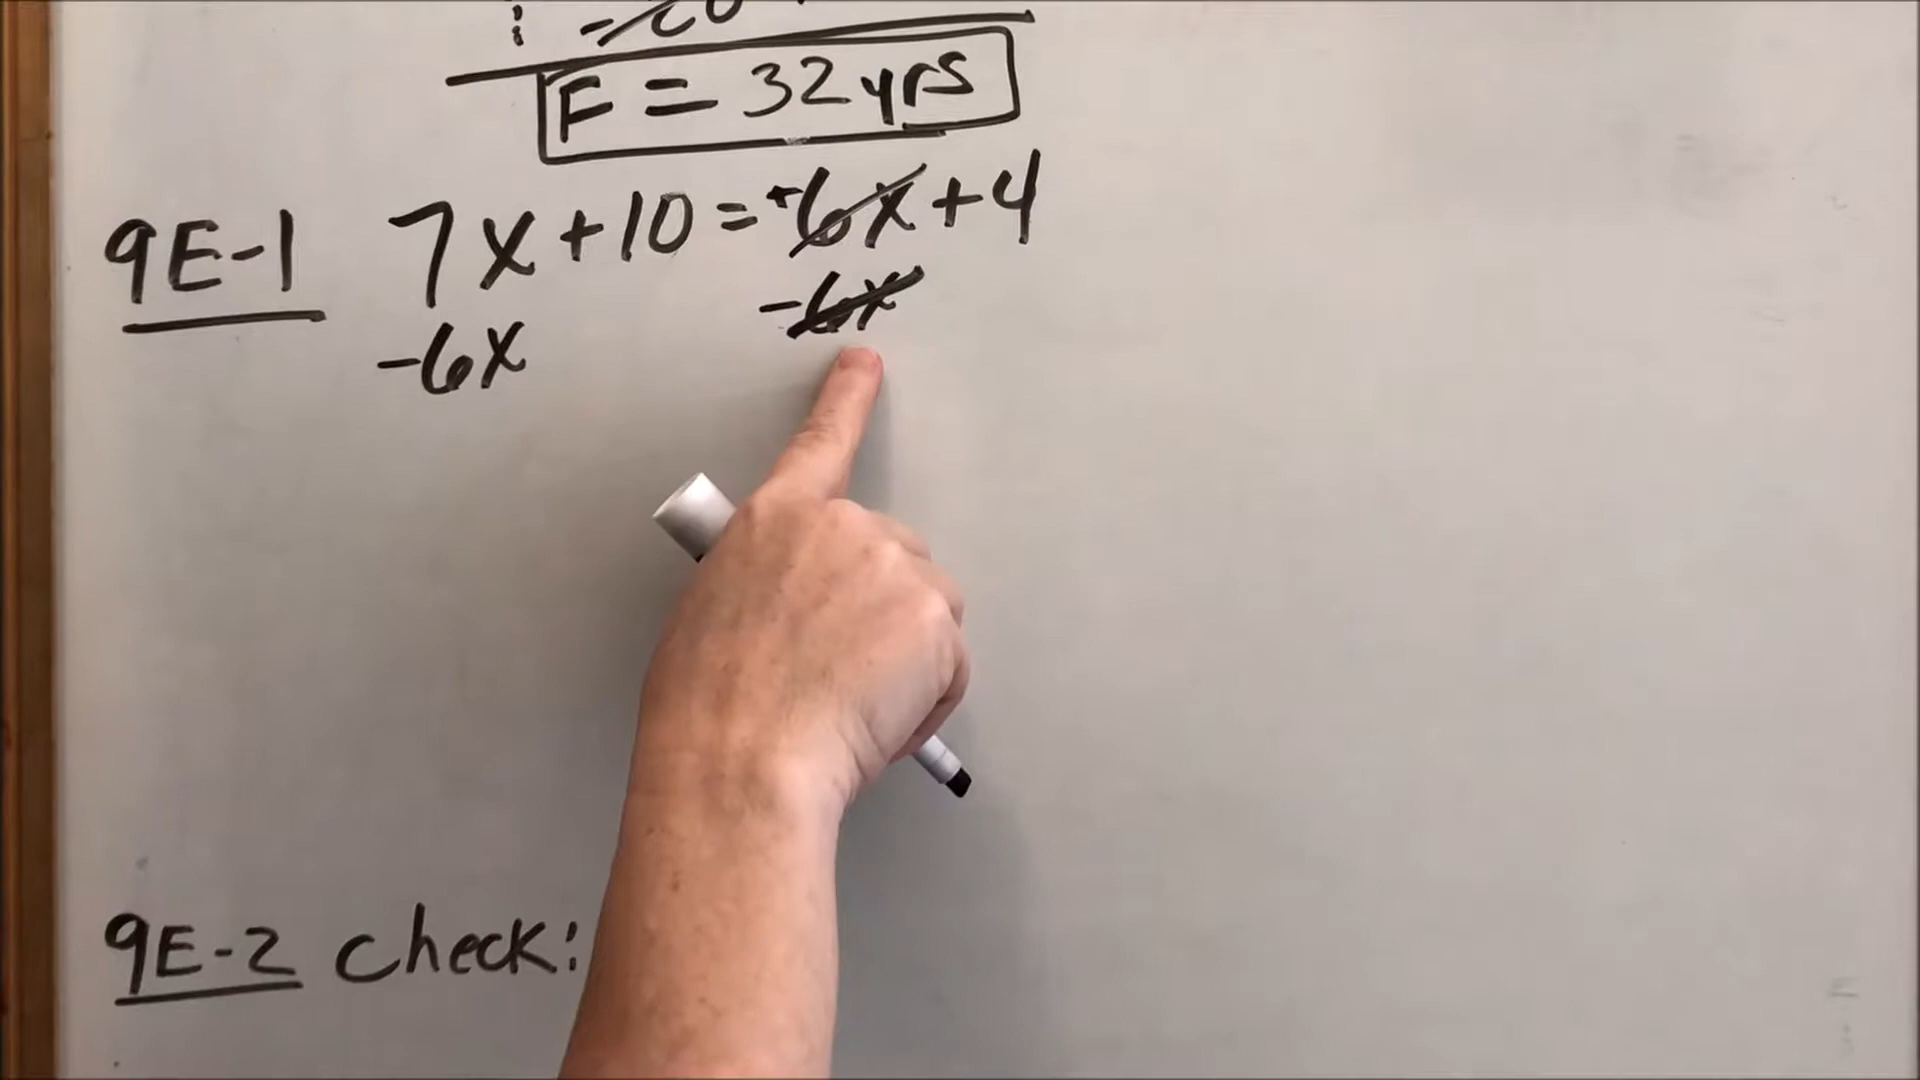 F = 32 yrs
9E-1 7x + 10 = +6x + 4
-6x -6x
9E-2 check: